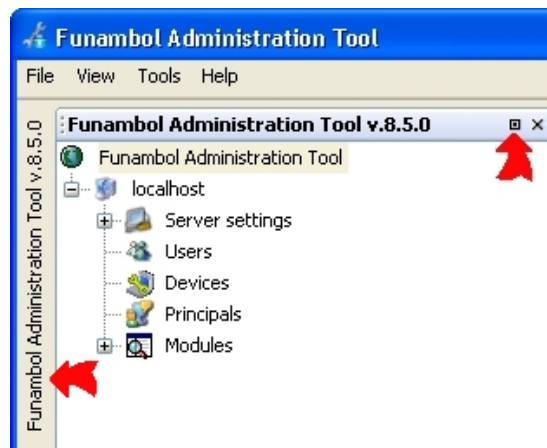 Funambol Administration Tool
File View Tools Help
Funambol Administration Tool v.8.5.0
Funambol Administration Tool v.8.5.0
Funambol Administration Tool
localhost
Server settings
Users
Devices
Principals
Modules